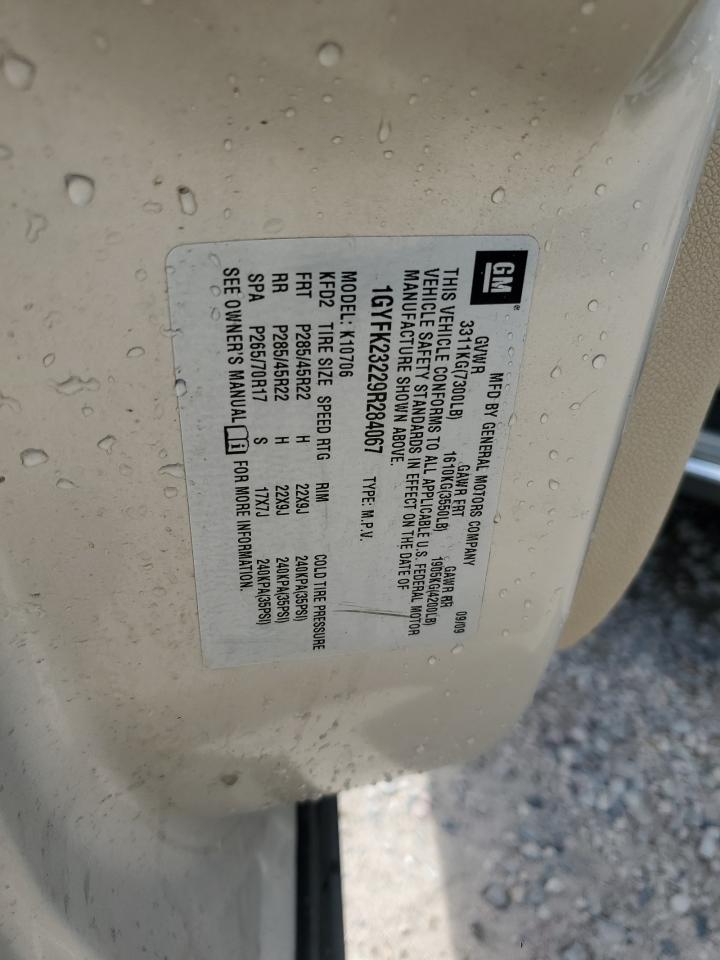 GM®
MFD BY GENERAL MOTORS COMPANY
09/09
GVWR GAWR FRT GAWR RR
3311KG(7300LB) 1610KG(3550LB) 1905KG(4200LB)
THIS VEHICLE CONFORMS TO ALL APPLICABLE U.S. FEDERAL MOTOR
VEHICLE SAFETY STANDARDS IN EFFECT ON THE DATE OF
MANUFACTURE SHOWN ABOVE.
1GYFK23229R284067 TYPE: M.P.V.
MODEL: K10706
KFD2 TIRE SIZE SPEED RTG RIM COLD TIRE PRESSURE
FRT P285/45R22 H 22X9J 240KPA(35PSI)
RR P285/45R22 H 22X9J 240KPA(35PSI)
SPA P265/70R17 S 17X7J 240KPA(35PSI)
SEE OWNER'S MANUAL FOR MORE INFORMATION.